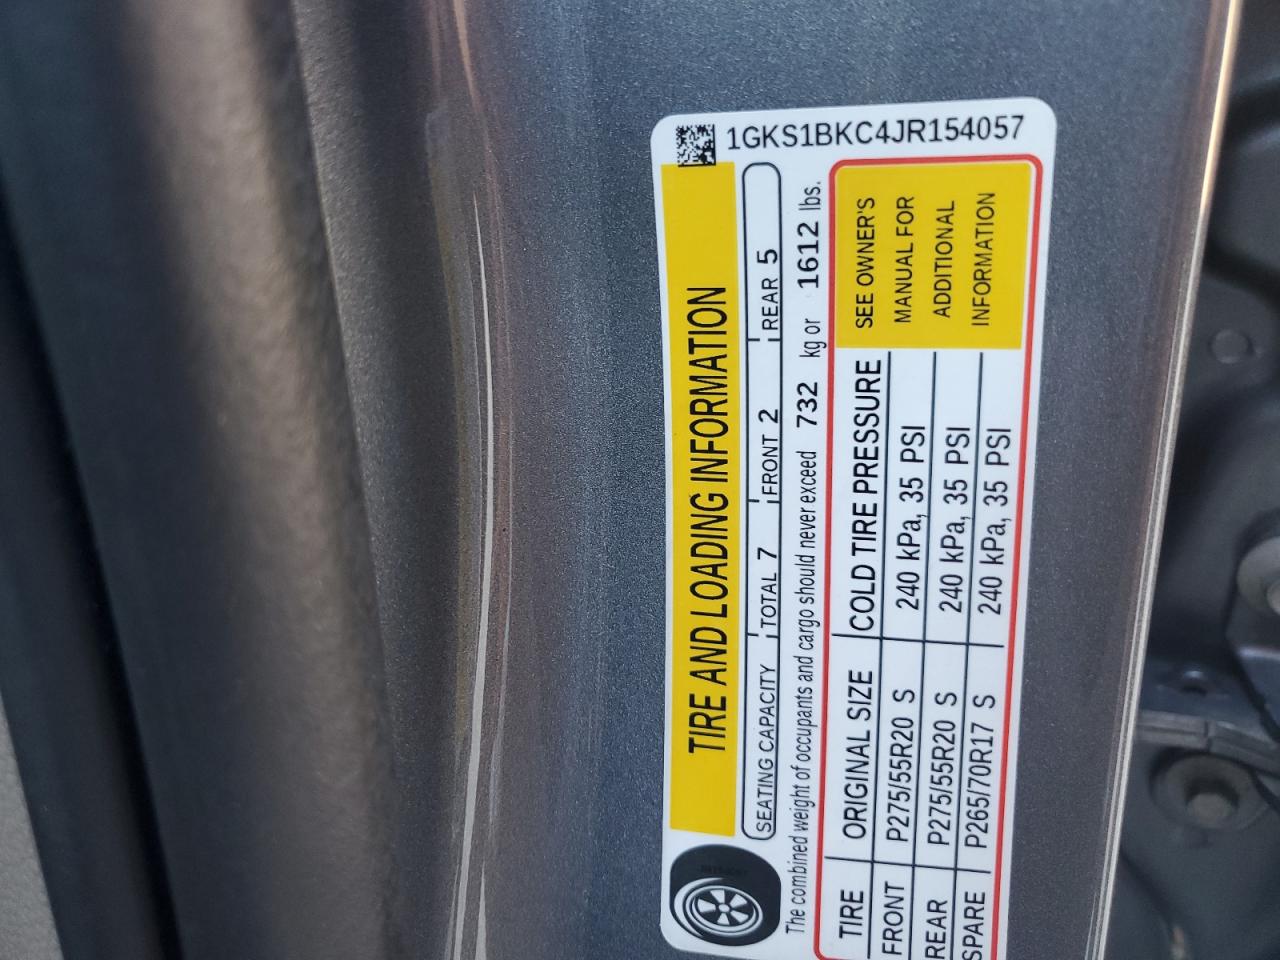 1GKS1BKC4JR154057
TIRE AND LOADING INFORMATION
SEATING CAPACITY TOTAL 7 FRONT 2 REAR 5
The combined weight of occupants and cargo should never exceed 732 kg or 1612 lbs.
TIRE ORIGINAL SIZE COLD TIRE PRESSURE
FRONT P275/55R20 S 240 kPa, 35 PSI
REAR P275/55R20 S 240 kPa, 35 PSI
SPARE P265/70R17 S 240 kPa, 35 PSI
SEE OWNER'S
MANUAL FOR
ADDITIONAL
INFORMATION